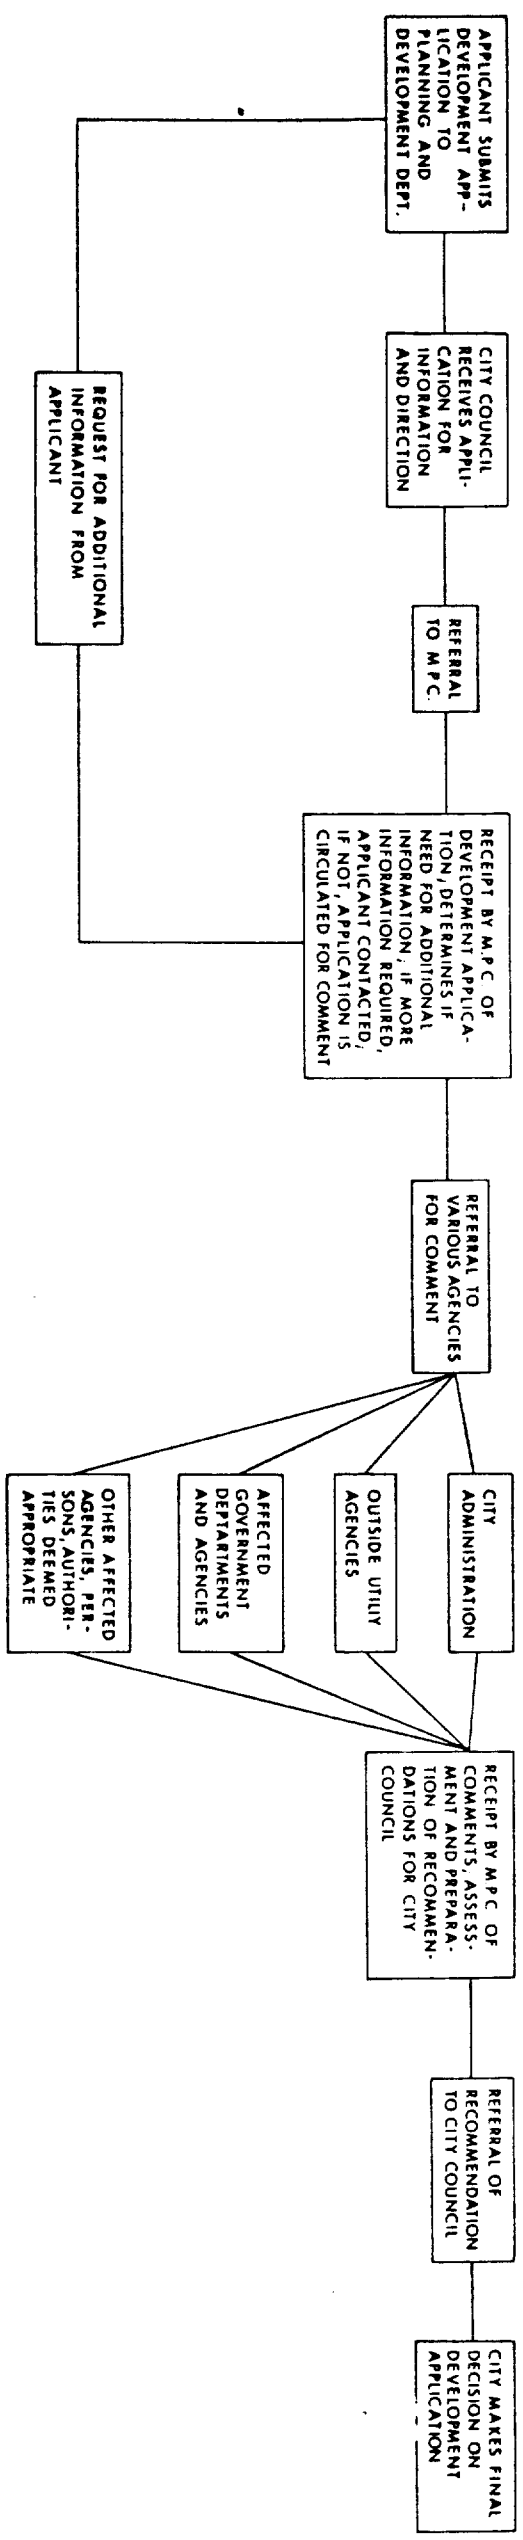 APPLICANT SUBMITS
DEVELOPMENT APP-
LICATION TO
PLANNING AND
DEVELOPMENT DEPT.
CITY COUNCIL
RECEIVES APPLI-
CATION FOR
INFORMATION
AND DIRECTION
REFERRAL
TO M P C.
RECEIPT BY M.P.C. OF
DEVELOPMENT APPLICA-
TION, DETERMINES IF
NEED FOR ADDITIONAL
INFORMATION; IF MORE
INFORMATION REQUIRED,
APPLICANT CONTACTED;
IF NOT, APPLICATION IS
CIRCULATED FOR COMMENT
REQUEST FOR ADDITIONAL
INFORMATION FROM
APPLICANT
REFERRAL TO
VARIOUS AGENCIES
FOR COMMENT
CITY
ADMINISTRATION
OUTSIDE UTILIY
AGENCIES
AFFECTED
GOVERNMENT
DEPTARTMENTS
AND AGENCIES
OTHER AFFECTED
AGENCIES, PER-
SONS, AUTHORI-
TIES DEEMED
APPROPRIATE
RECEIPT BY M.P.C. OF
COMMENTS, ASSESS-
MENT AND PREPARA-
TION OF RECOMMEN-
DATIONS FOR CITY
COUNCIL
REFERRAL OF
RECOMMENDATION
TO CITY COUNCIL
CITY MAKES FINAL
DECISION ON
DEVELOPMENT
APPLICATION